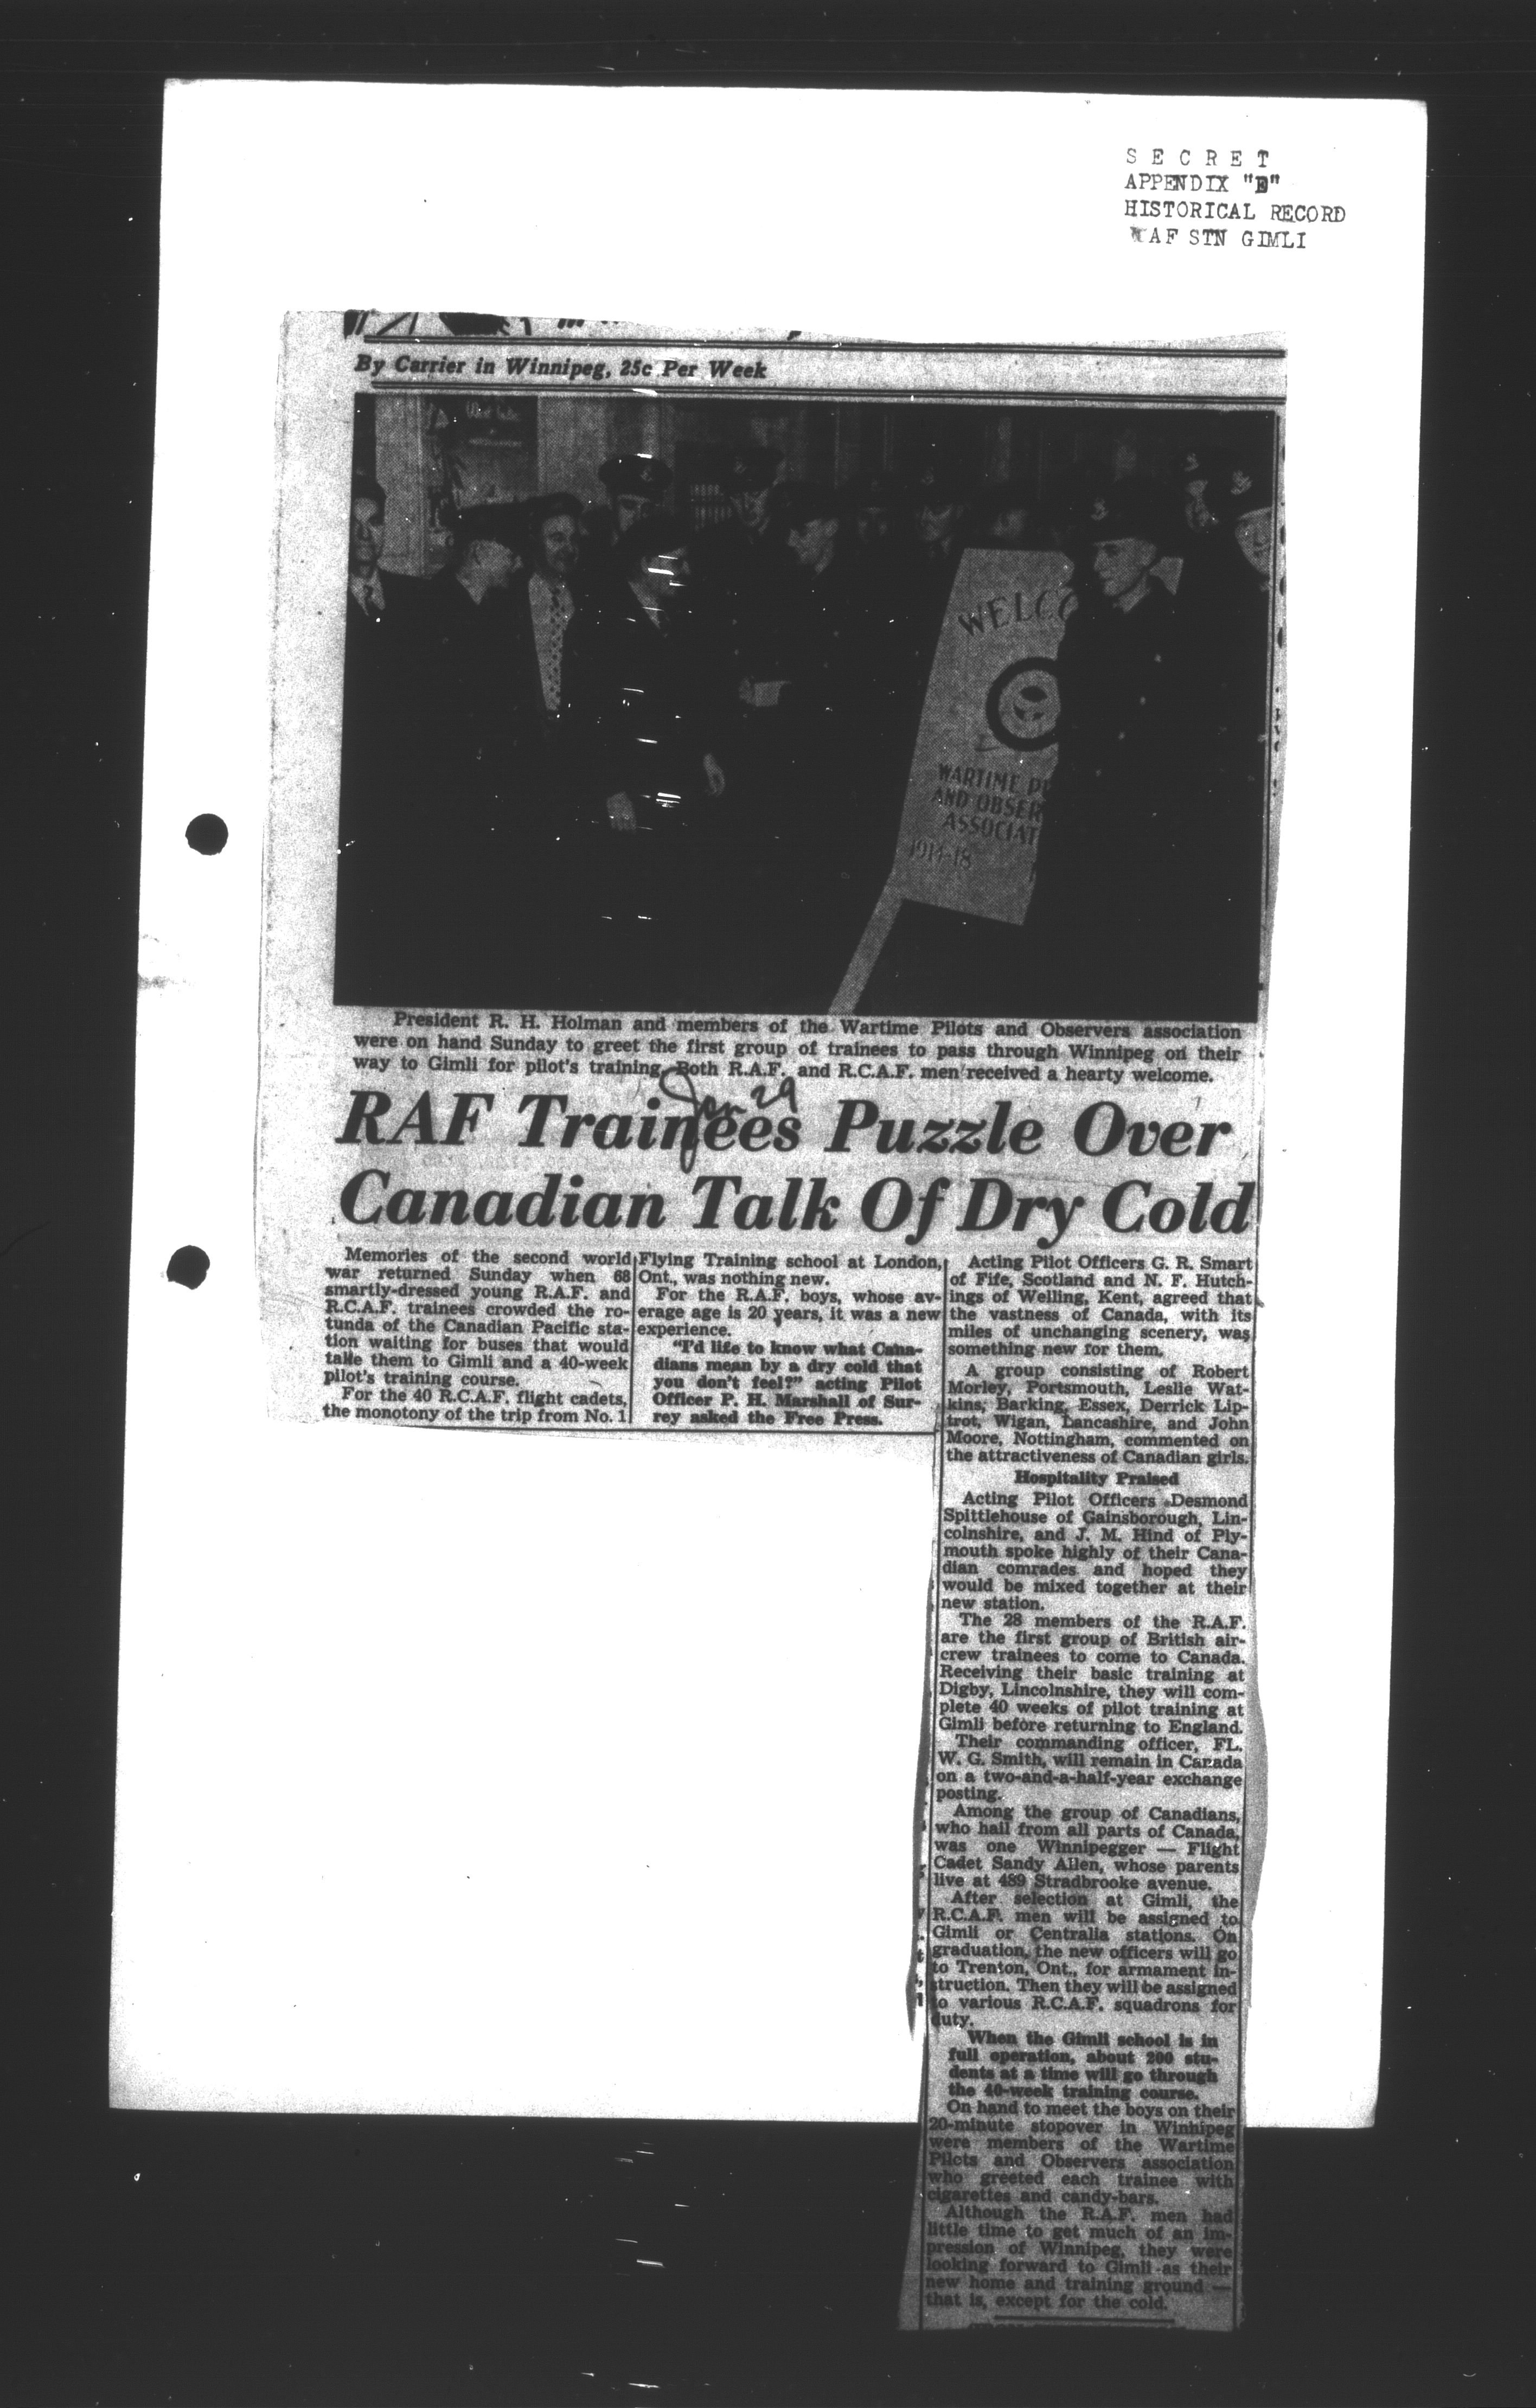 S E C R E T
APPENDIX "E"
HISTORICAL RECORD
AF STN GIMLI
By Carrier in Winnipeg, 25c Per Week
WELCO
WARTIME PI
AND OBSER
ASSOCIAT
1914-18
President R. H. Holman and members of the Wartime Pilots and Observers association
were on hand Sunday to greet the first group of trainees to pass through Winnipeg on their
way to Gimli for pilot's training. Both R.A.F. and R.C.A.F. men received a hearty welcome.
Jan 29
RAF Trainees Puzzle Over
Canadian Talk Of Dry Cold
Memories of the second world
war returned Sunday when 68
smartly-dressed young R.A.F. and
R.C.A.F. trainees crowded the ro-
tunda of the Canadian Pacific sta-
tion waiting for buses that would
take them to Gimli and a 40-week
pilot's training course.
For the 40 R.C.A.F. flight cadets,
the monotony of the trip from No. 1
Flying Training school at London,
Ont., was nothing new.
For the R.A.F. boys, whose av-
erage age is 20 years, it was a new
experience.
"I'd life to know what Cana-
dians mean by a dry cold that
you don't feel?" acting Pilot
Officer P. H. Marshall of Sur-
rey asked the Free Press.
Acting Pilot Officers G. R. Smart
of Fife, Scotland and N. F. Hutch-
ings of Welling, Kent, agreed that
the vastness of Canada, with its
miles of unchanging scenery, was
something new for them.
A group consisting of Robert
Morley, Portsmouth, Leslie Wat-
kins, Barking, Essex, Derrick Lip-
trot, Wigan, Lancashire, and John
Moore, Nottingham, commented on
the attractiveness of Canadian girls.
Hospitality Praised
Acting Pilot Officers Desmond
Spittlehouse of Gainsborough, Lin-
colnshire, and J. M. Hind of Ply-
mouth spoke highly of their Cana-
dian comrades and hoped they
would be mixed together at their
new station.
The 28 members of the R.A.F.
are the first group of British air-
crew trainees to come to Canada.
Receiving their basic training at
Digby, Lincolnshire, they will com-
plete 40 weeks of pilot training at
Gimli before returning to England.
Their commanding officer, FL.
W. G. Smith, will remain in Canada
on a two-and-a-half-year exchange
posting.
Among the group of Canadians,
who hail from all parts of Canada,
was one Winnipegger — Flight
Cadet Sandy Allen, whose parents
live at 489 Stradbrooke avenue.
After selection at Gimli, the
R.C.A.F. men will be assigned to
Gimli or Centralia stations. On
graduation, the new officers will go
to Trenton, Ont., for armament in-
struction. Then they will be assigned
to various R.C.A.F. squadrons for
duty.
When the Gimli school is in
full operation, about 200 stu-
dents at a time will go through
the 40-week training course.
On hand to meet the boys on their
20-minute stopover in Winnipeg
were members of the Wartime
Pilots and Observers association
who greeted each trainee with
cigarettes and candy-bars.
Although the R.A.F. men had
little time to get much of an im-
pression of Winnipeg, they were
looking forward to Gimli as their
new home and training ground —
that is, except for the cold.